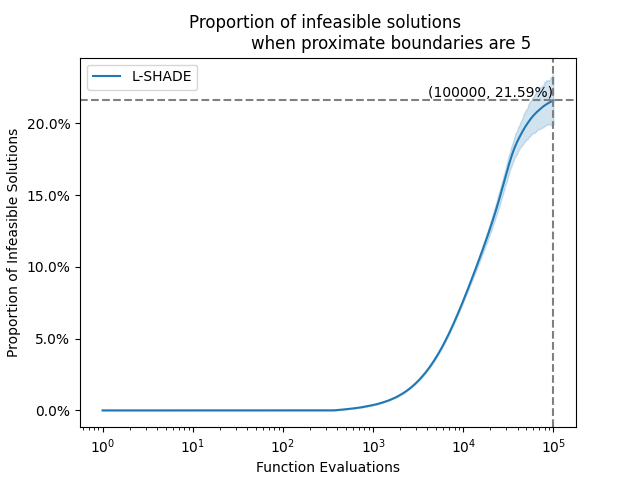 Proportion of infeasible solutions
when proximate boundaries are 5
L-SHADE
(100000, 21.59%)
Proportion of Infeasible Solutions
20.0%
15.0%
10.0%
5.0%
0.0%
10⁰ 10¹ 10² 10³ 10⁴ 10⁵
Function Evaluations